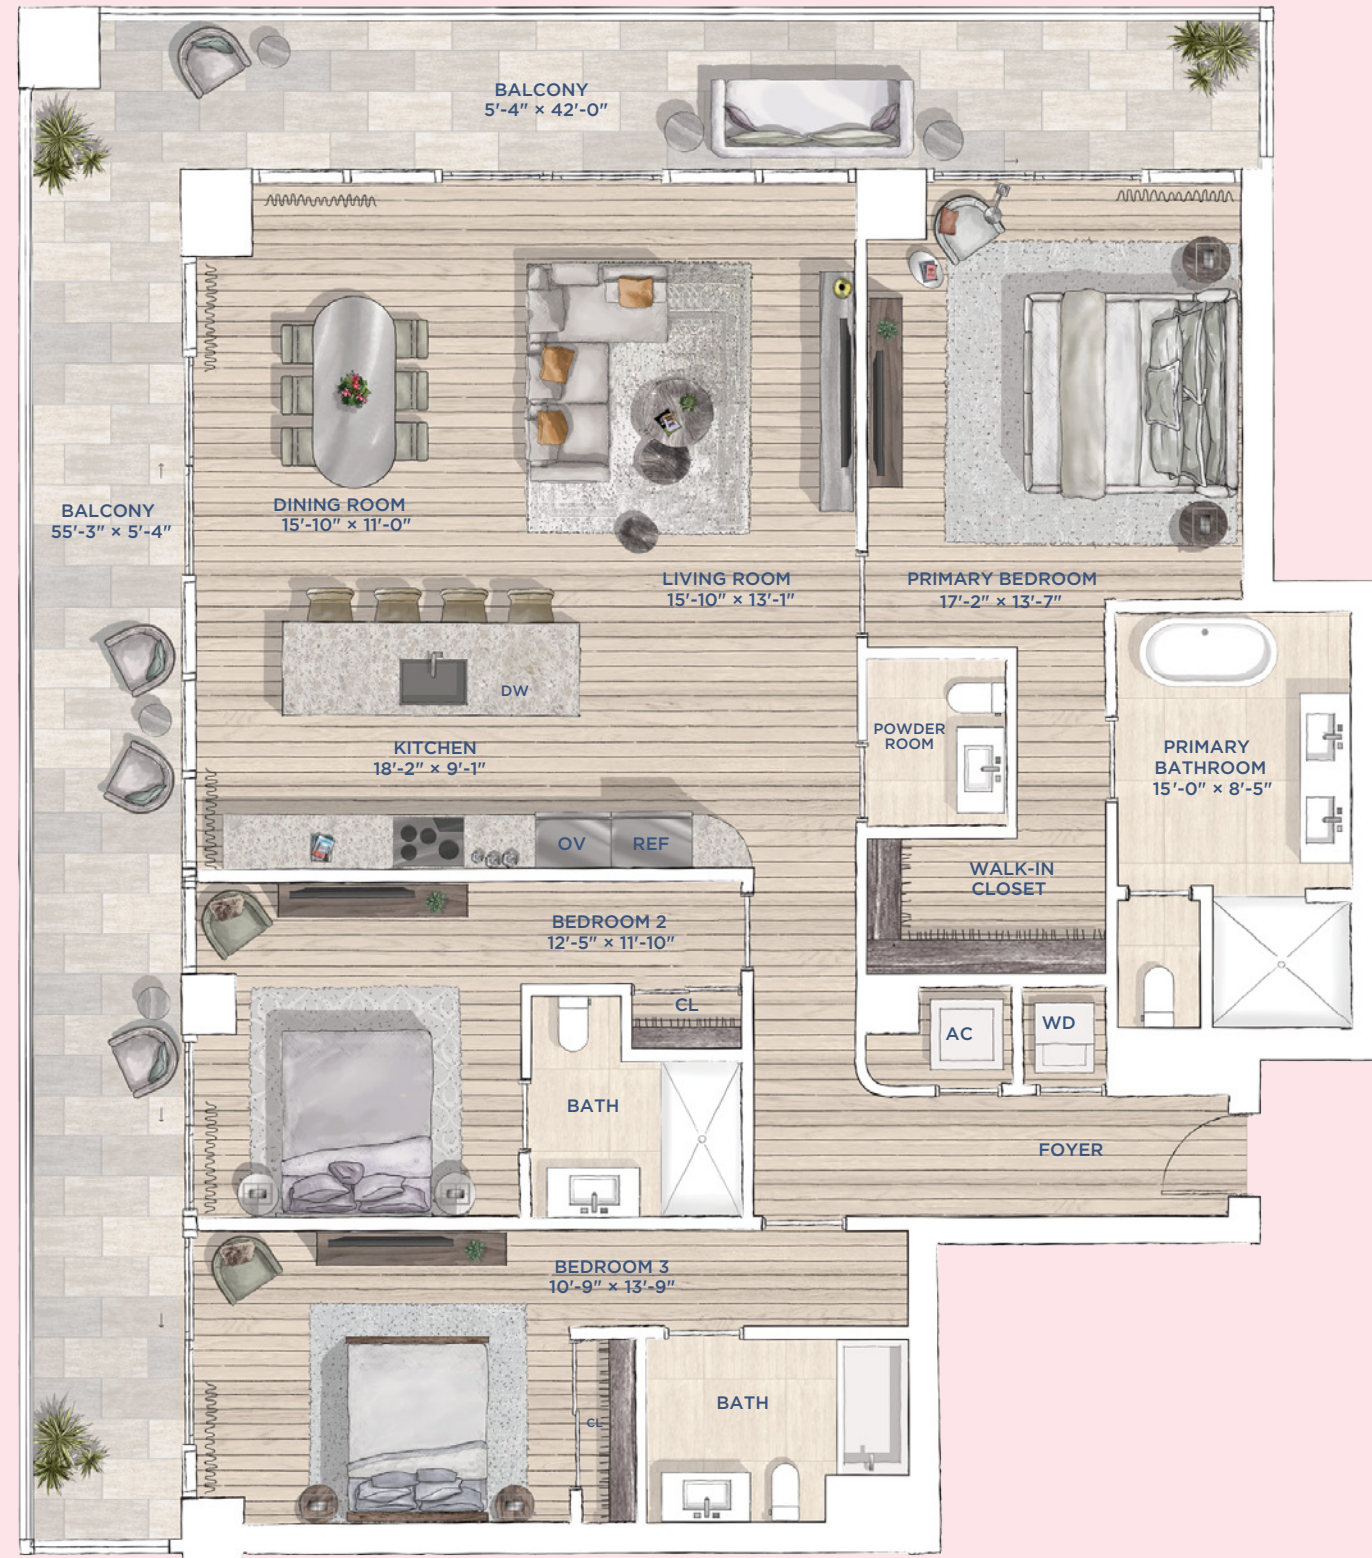 BALCONY
5'-4" × 42'-0"
BALCONY
55'-3" × 5'-4"
DINING ROOM
15'-10" × 11'-0"
LIVING ROOM
15'-10" × 13'-1"
PRIMARY BEDROOM
17'-2" × 13'-7"
DW
KITCHEN
18'-2" × 9'-1"
POWDER
ROOM
PRIMARY
BATHROOM
15'-0" × 8'-5"
OV
REF
WALK-IN
CLOSET
BEDROOM 2
12'-5" × 11'-10"
CL
AC
WD
BATH
FOYER
BEDROOM 3
10'-9" × 13'-9"
BATH
CL